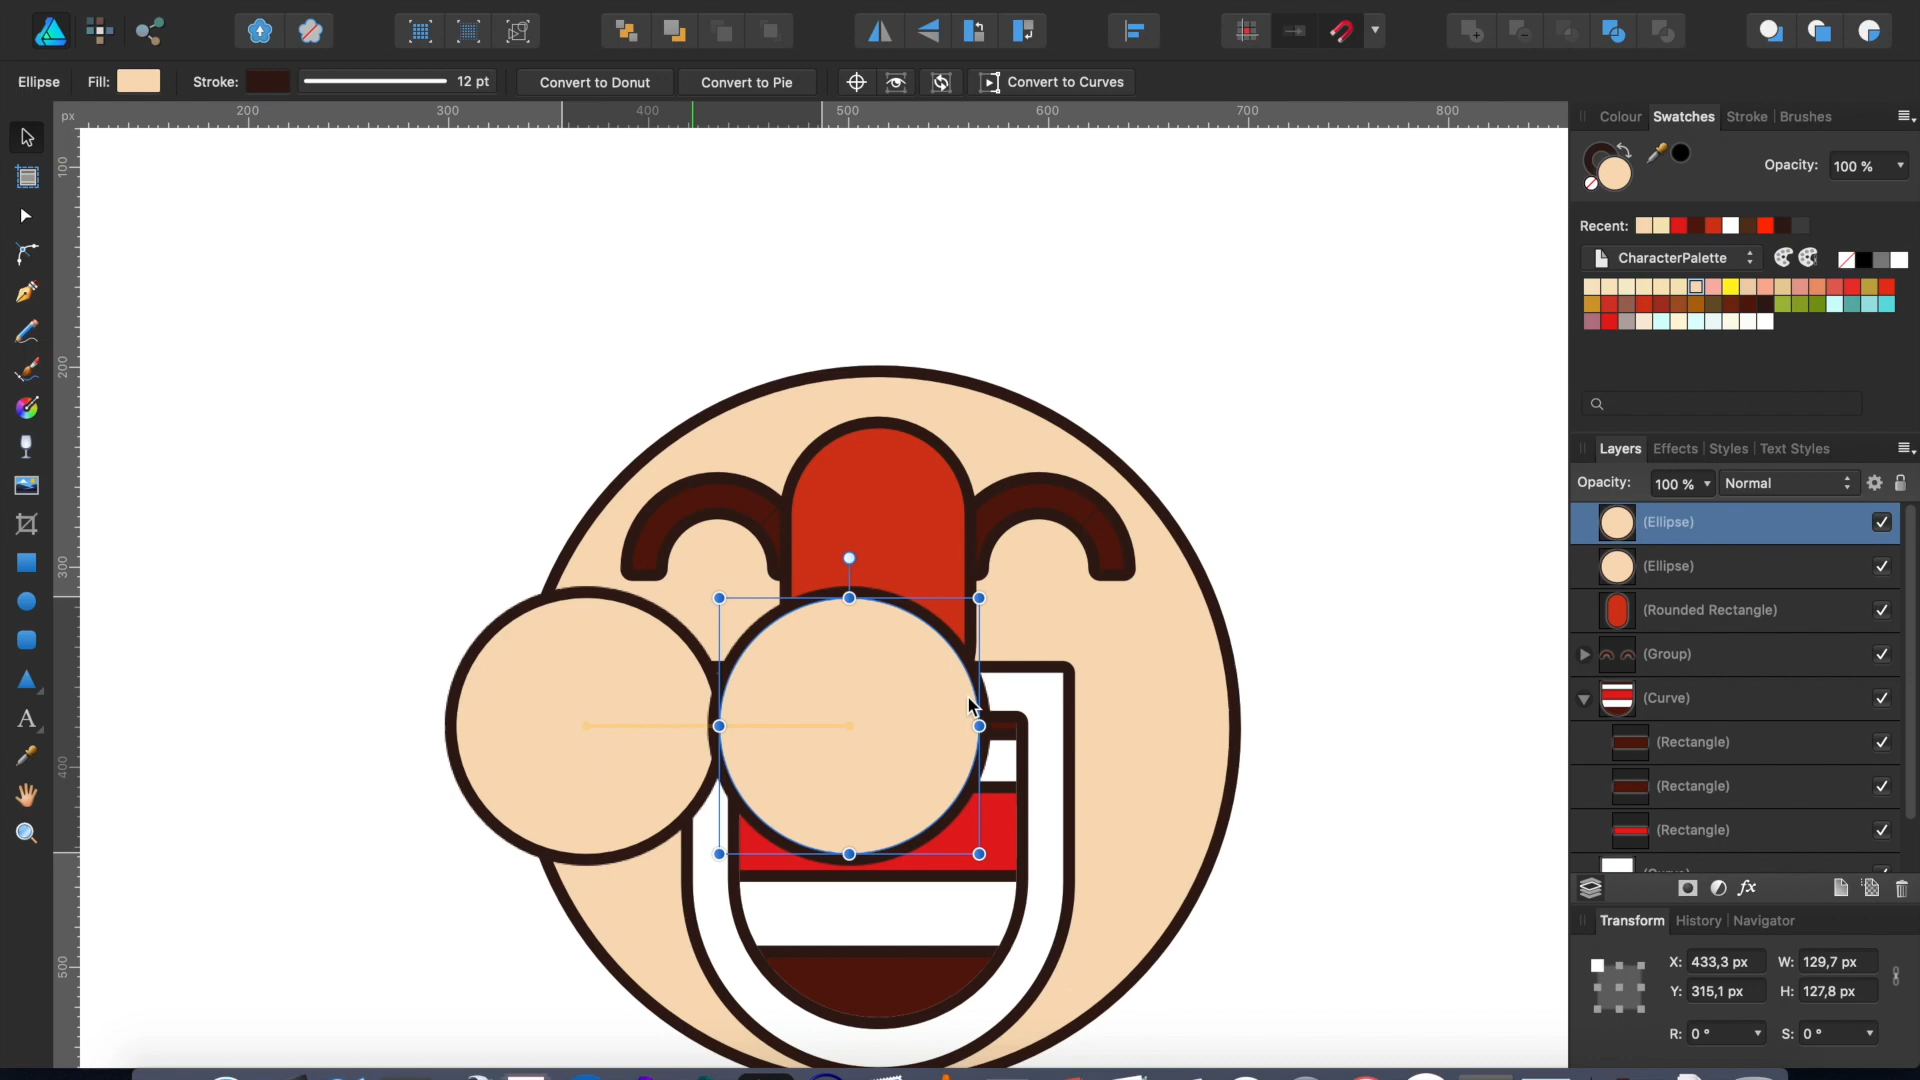 Ellipse Fill: Stroke: 12 pt Convert to Donut Convert to Pie Convert to Curves
px 200 300 400 500 600 700 800
100
200
300
400
500
Colour Swatches Stroke Brushes
Opacity: 100 %
Recent:
CharacterPalette
Layers Effects Styles Text Styles
Opacity: 100 % Normal
(Ellipse)
(Ellipse)
(Rounded Rectangle)
(Group)
(Curve)
(Rectangle)
(Rectangle)
(Rectangle)
fx
Transform History Navigator
X: 433,3 px W: 129,7 px
Y: 315,1 px H: 127,8 px
R: 0 ° S: 0 °
A